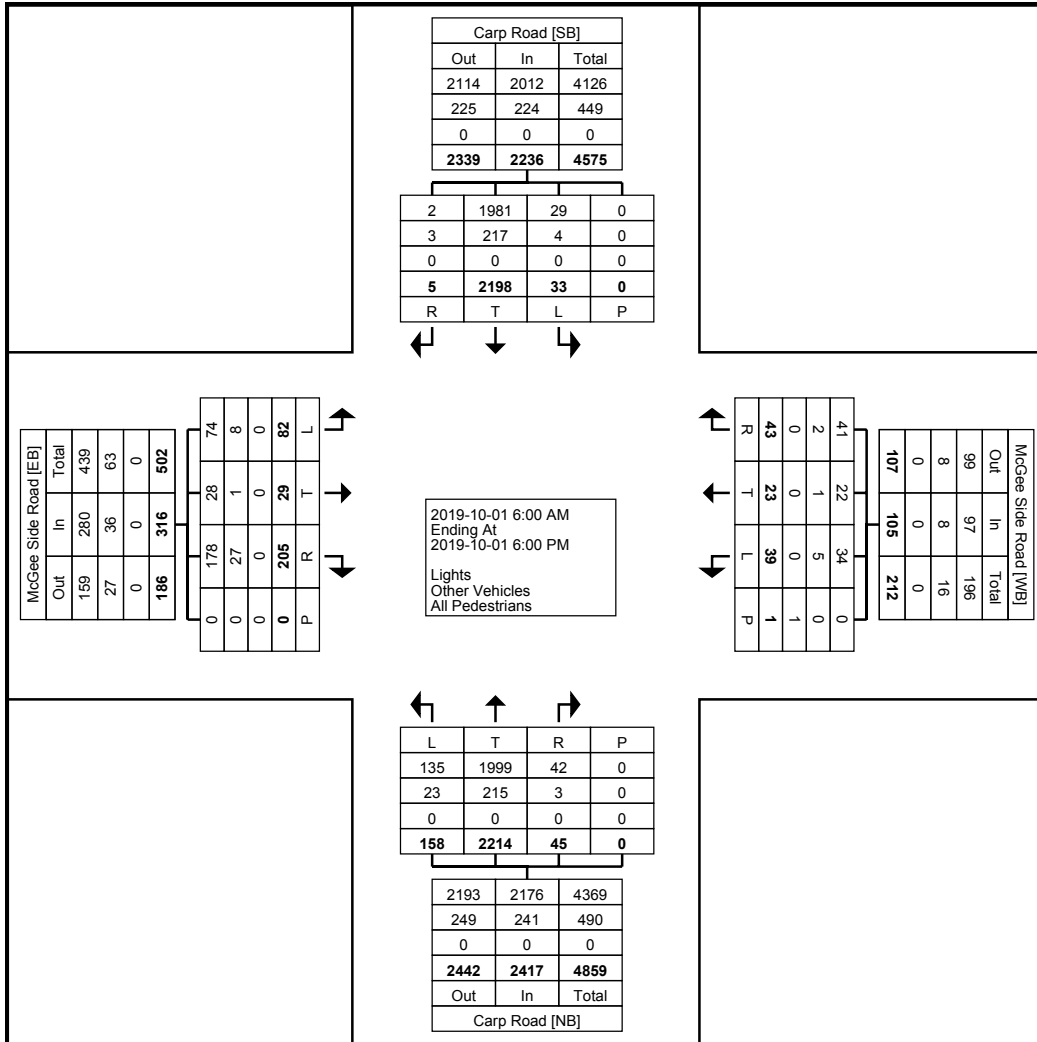 Carp Road [SB]
Out In Total
2114 2012 4126
225 224 449
0 0 0
2339 2236 4575
2 1981 29 0
3 217 4 0
0 0 0 0
5 2198 33 0
R T L P
McGee Side Road [EB]
Total 439 63 0 502
In 280 36 0 316
Out 159 27 0 186
74 8 0 82 L
28 1 0 29 T
178 27 0 205 R
0 0 0 0 P
2019-10-01 6:00 AM
Ending At
2019-10-01 6:00 PM
Lights
Other Vehicles
All Pedestrians
R 43 0 2 41
T 23 0 1 22
L 39 0 5 34
P 1 1 0 0
McGee Side Road [WB]
Out In Total
99 97 196
8 8 16
0 0 0
107 105 212
L T R P
135 1999 42 0
23 215 3 0
0 0 0 0
158 2214 45 0
2193 2176 4369
249 241 490
0 0 0
2442 2417 4859
Out In Total
Carp Road [NB]